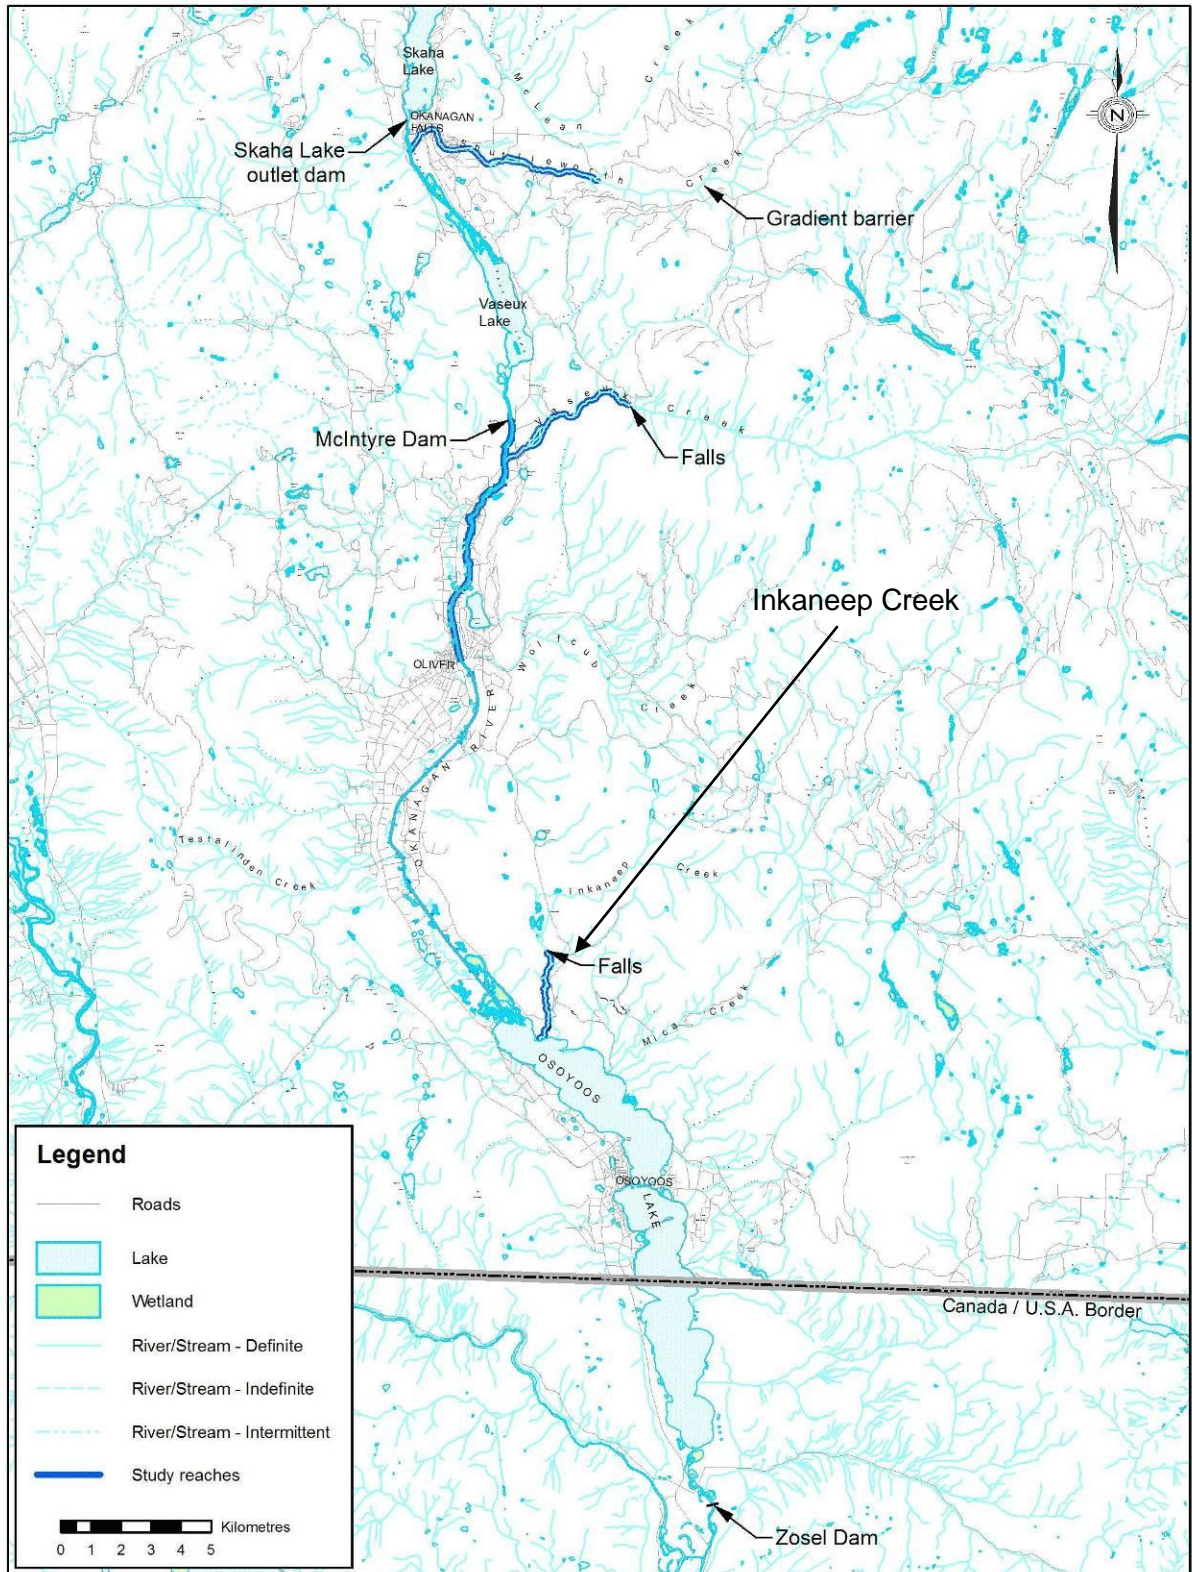 Skaha
Lake
McLean Creek
N
OKANAGAN
FALLS
Skaha Lake
outlet dam
Shuttleworth Creek
Gradient barrier
Vaseux
Lake
Vaseux Creek
McIntyre Dam
Falls
Inkaneep Creek
OLIVER
Wolfcub Creek
OKANAGAN RIVER
Testalinden Creek
Inkaneep Creek
Falls
Mica Creek
OSOYOOS
OSOYOOS
LAKE
Legend
Roads
Lake
Wetland
River/Stream - Definite
River/Stream - Indefinite
River/Stream - Intermittent
Study reaches
Kilometres
0 1 2 3 4 5
Canada / U.S.A. Border
Zosel Dam